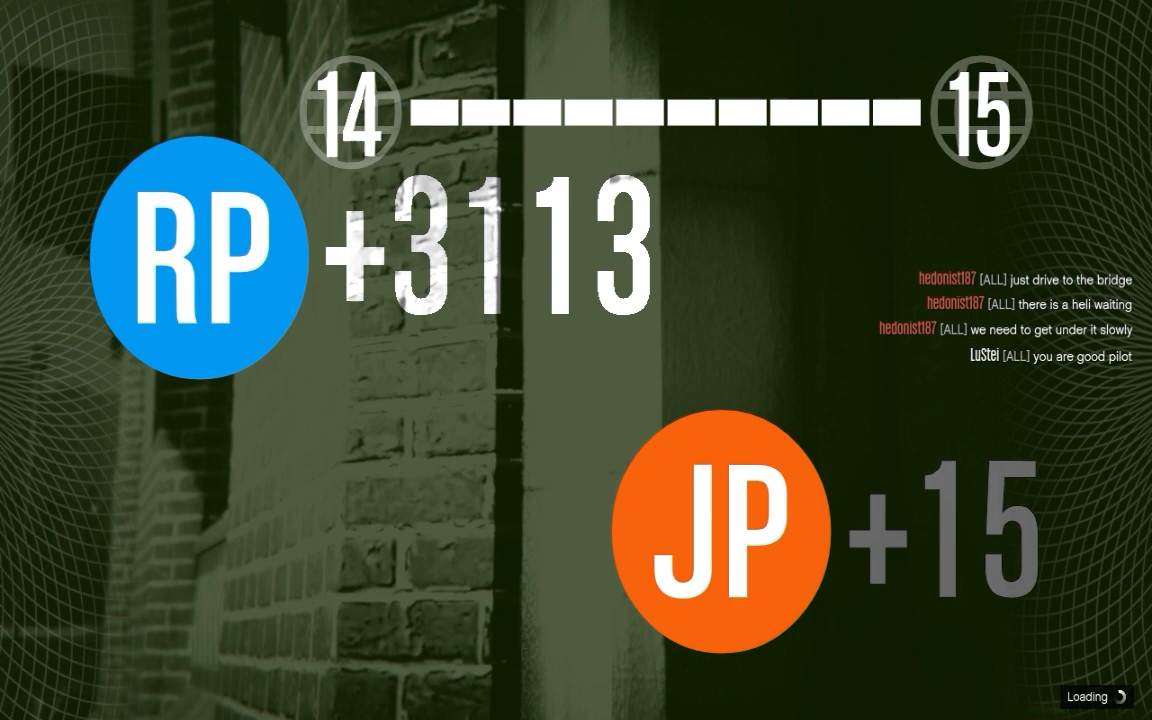 14 15
RP +3113
hedonist187 [ALL] just drive to the bridge
hedonist187 [ALL] there is a heli waiting
hedonist187 [ALL] we need to get under it slowly
LuStei [ALL] you are good pilot
JP +15
Loading